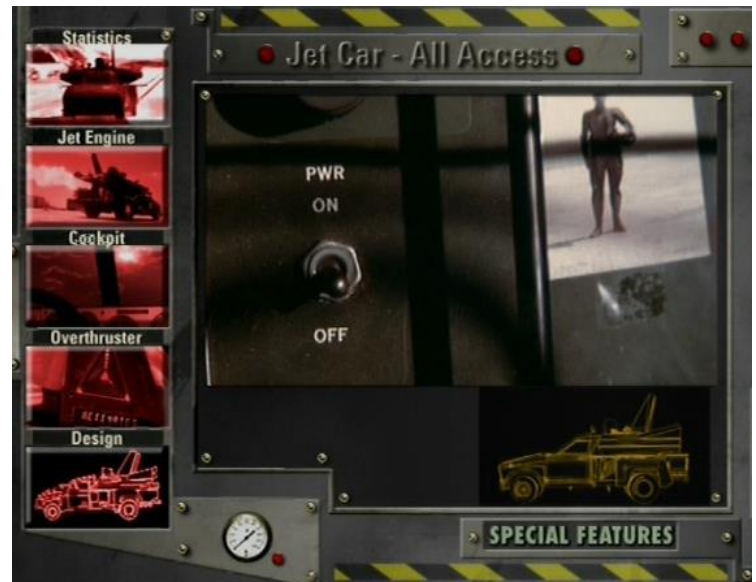 Jet Car - All Access
Statistics
Jet Engine
Cockpit
Overthruster
Design
PWR
ON
OFF
SPECIAL FEATURES